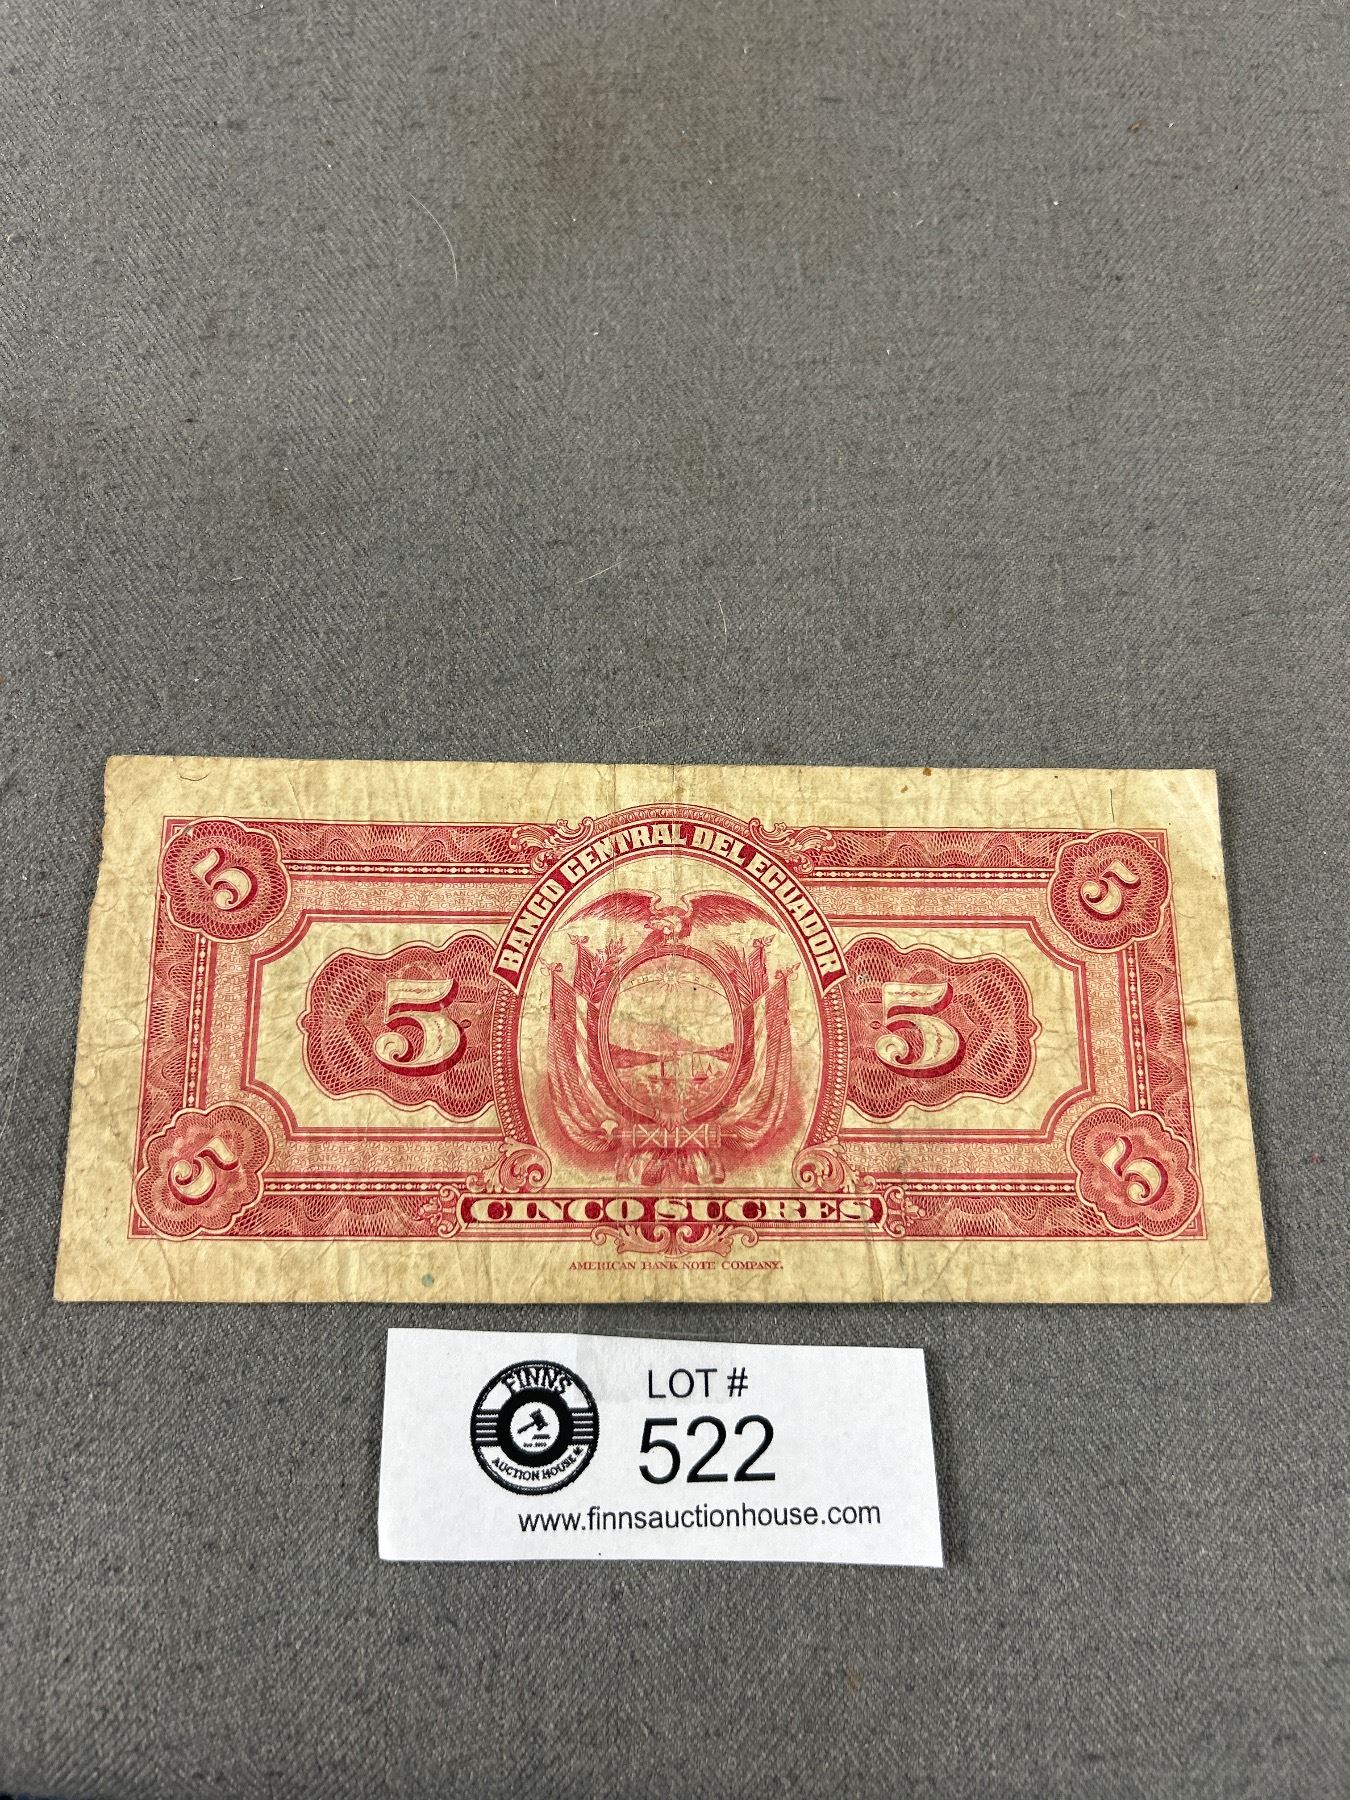 5 5
BANCO CENTRAL DEL ECUADOR
5 5
5 5
CINCO SUCRES
AMERICAN BANK NOTE COMPANY.
FINNS
AUCTION HOUSE
LOT #
522
www.finnsauctionhouse.com